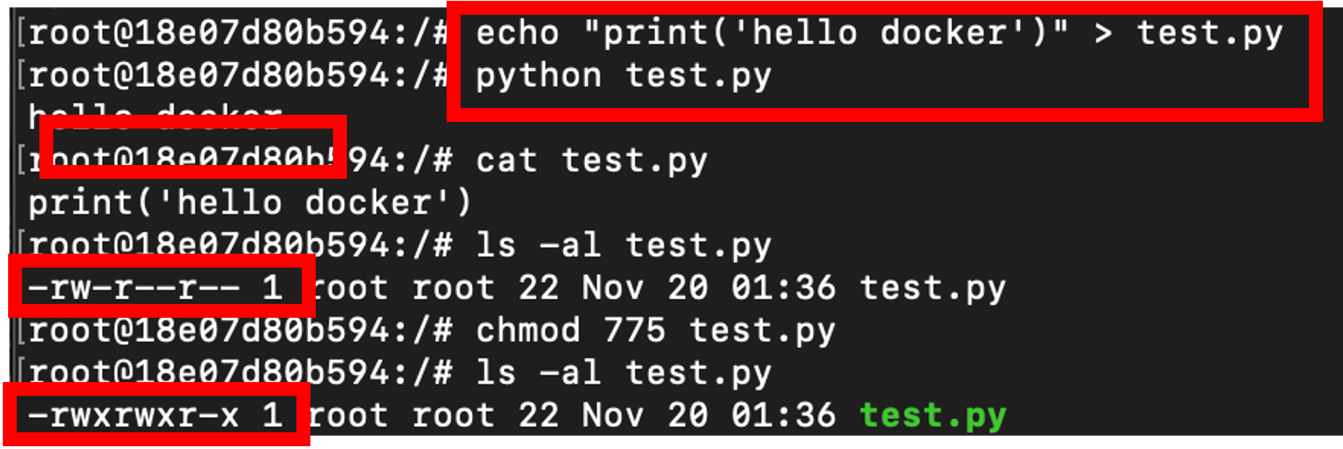 [root@18e07d80b594:/# echo "print('hello docker')" > test.py
[root@18e07d80b594:/# python test.py
hello docker
[root@18e07d80b594:/# cat test.py
print('hello docker')
[root@18e07d80b594:/# ls -al test.py
-rw-r--r-- 1 root root 22 Nov 20 01:36 test.py
[root@18e07d80b594:/# chmod 775 test.py
[root@18e07d80b594:/# ls -al test.py
-rwxrwxr-x 1 root root 22 Nov 20 01:36 test.py